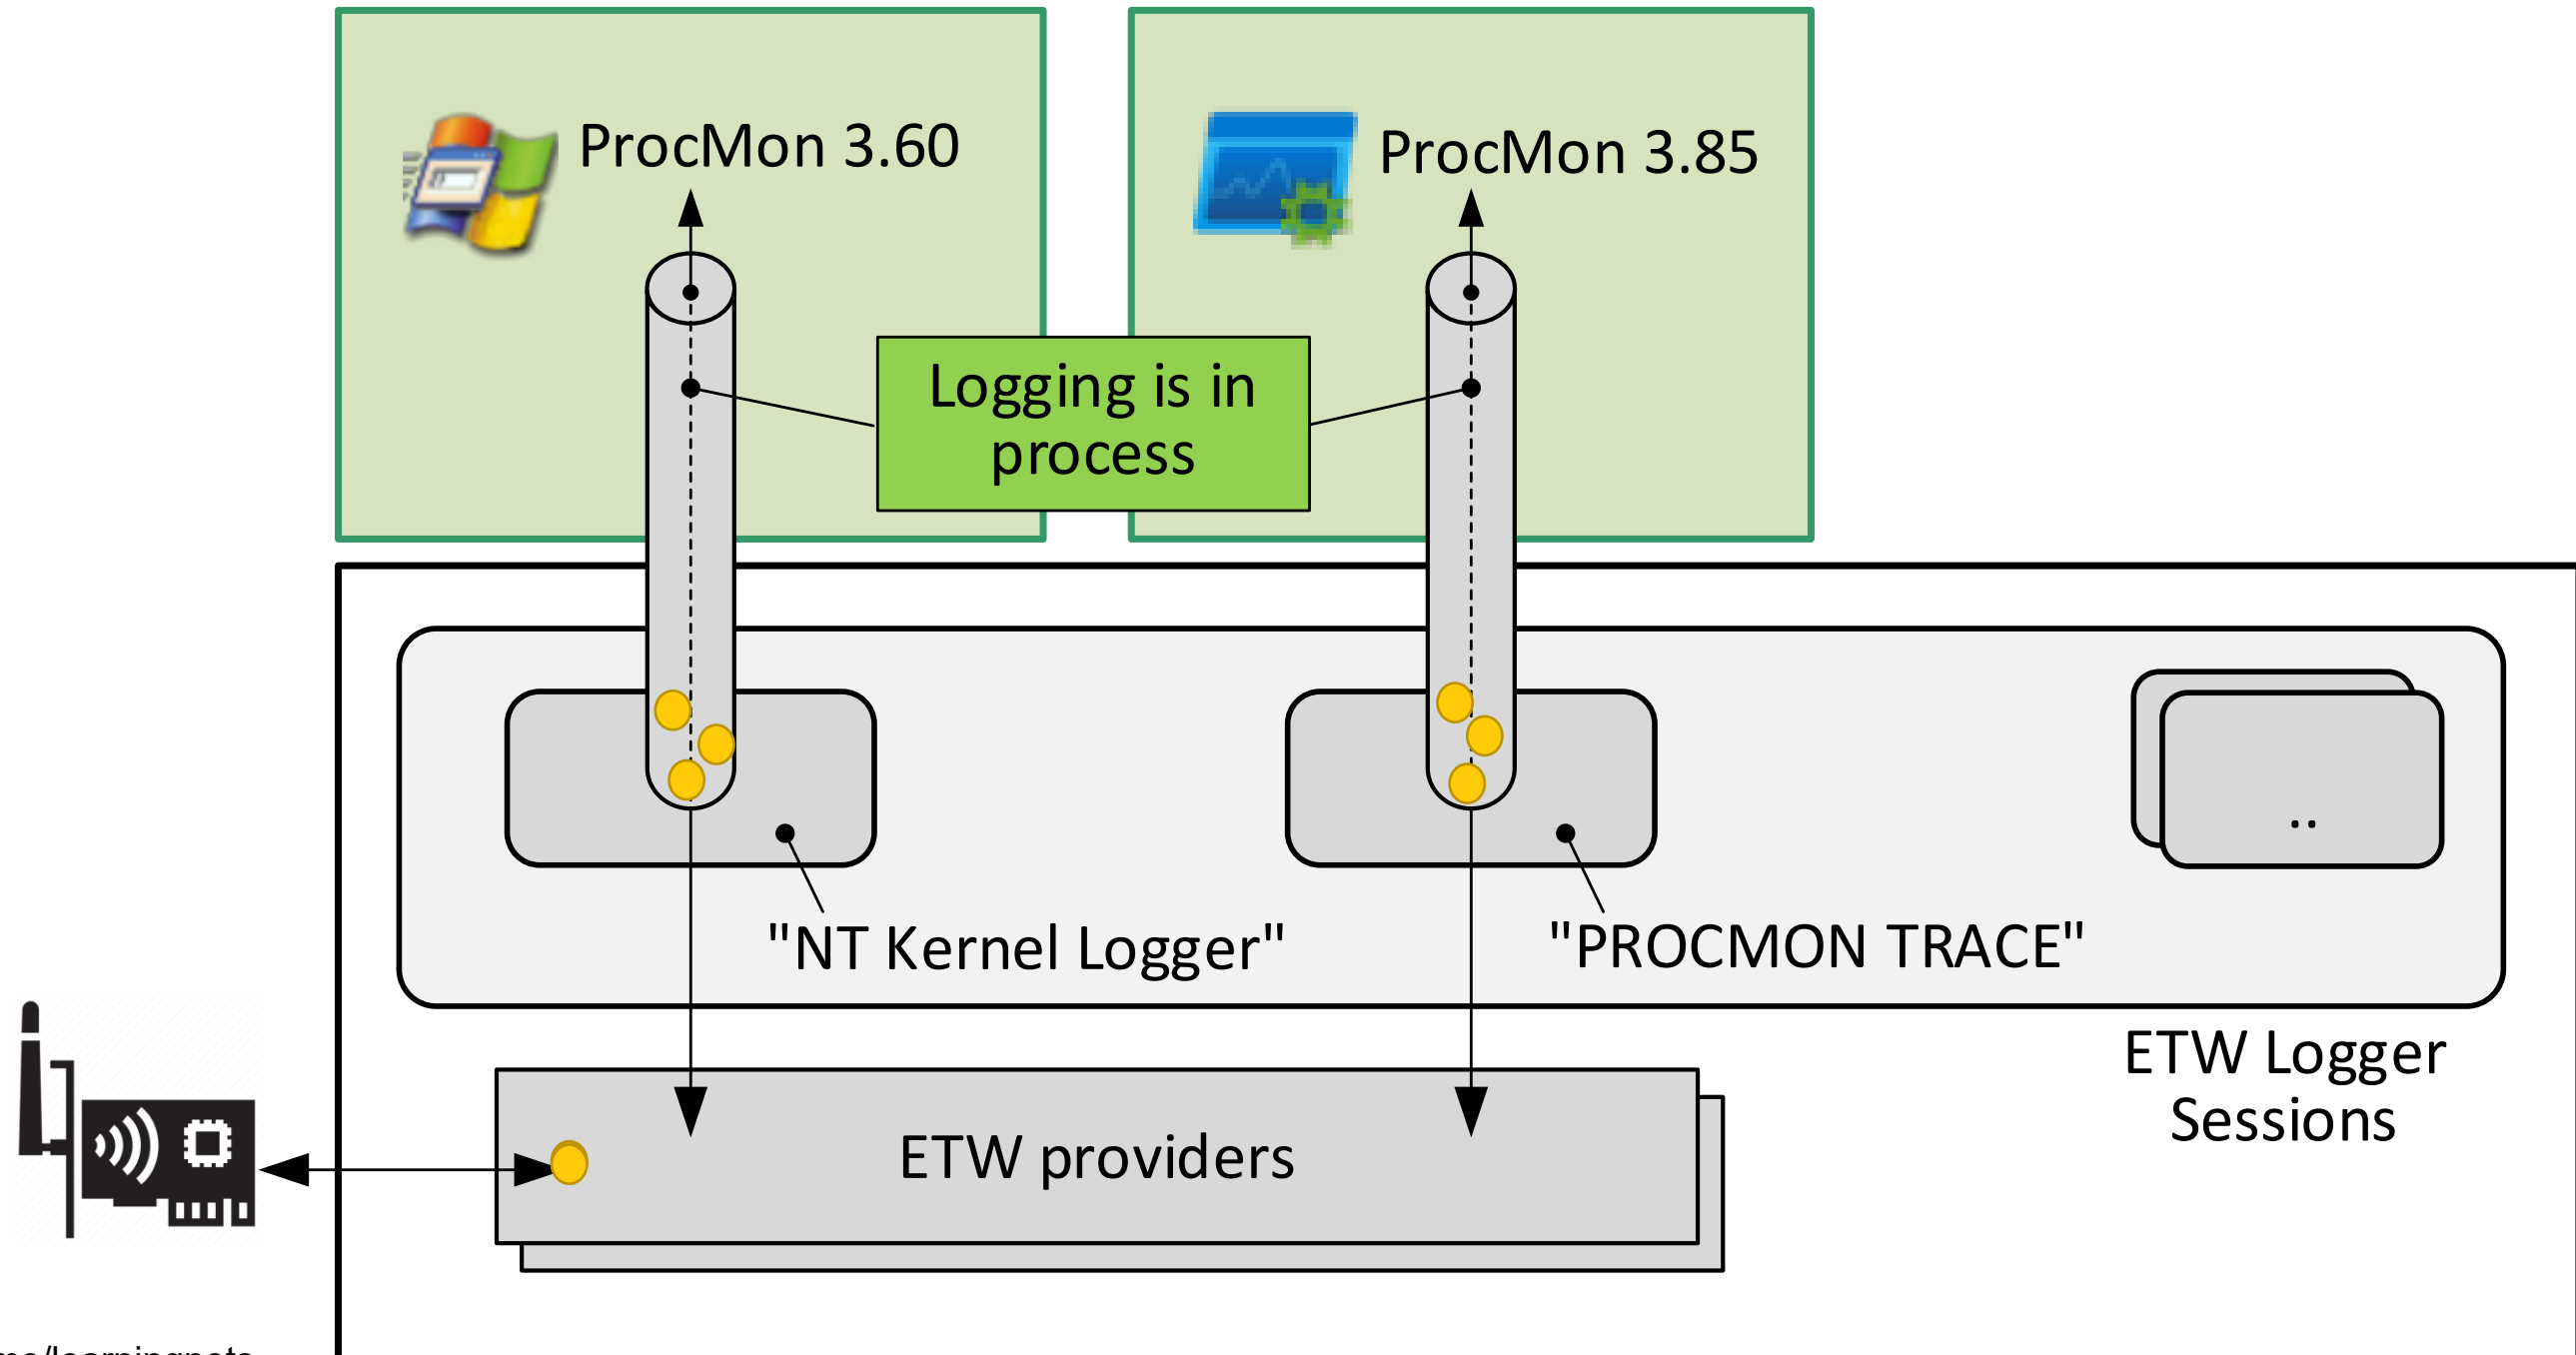 ProcMon 3.60
ProcMon 3.85
Logging is in
process
"NT Kernel Logger"
"PROCMON TRACE"
..
ETW Logger
Sessions
ETW providers